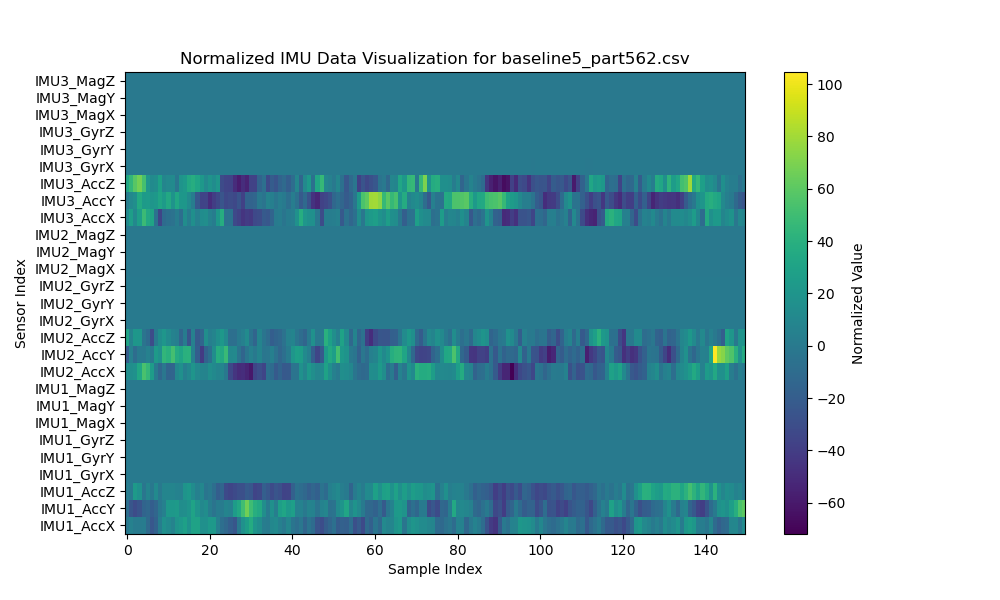 Normalized IMU Data Visualization for baseline5_part562.csv
IMU3_MagZ
IMU3_MagY
IMU3_MagX
IMU3_GyrZ
IMU3_GyrY
IMU3_GyrX
IMU3_AccZ
IMU3_AccY
IMU3_AccX
IMU2_MagZ
IMU2_MagY
IMU2_MagX
IMU2_GyrZ
IMU2_GyrY
IMU2_GyrX
IMU2_AccZ
IMU2_AccY
IMU2_AccX
IMU1_MagZ
IMU1_MagY
IMU1_MagX
IMU1_GyrZ
IMU1_GyrY
IMU1_GyrX
IMU1_AccZ
IMU1_AccY
IMU1_AccX
Sensor Index
0 20 40 60 80 100 120 140
Sample Index
100
80
60
40
20
0
−20
−40
−60
Normalized Value